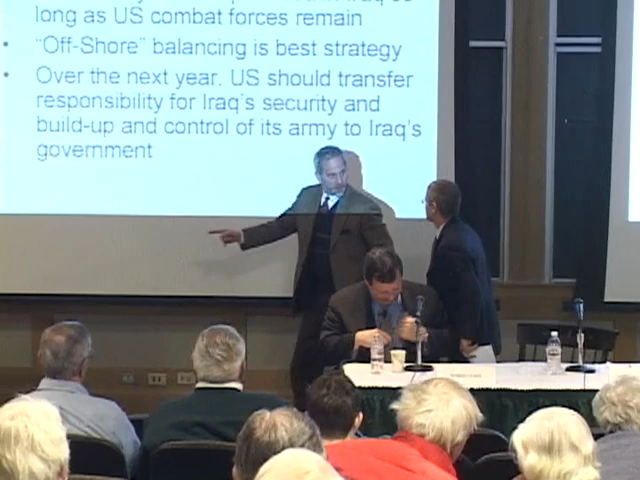 long as US combat forces remain
• "Off-Shore" balancing is best strategy
• Over the next year. US should transfer
responsibility for Iraq's security and
build-up and control of its army to Iraq's
government